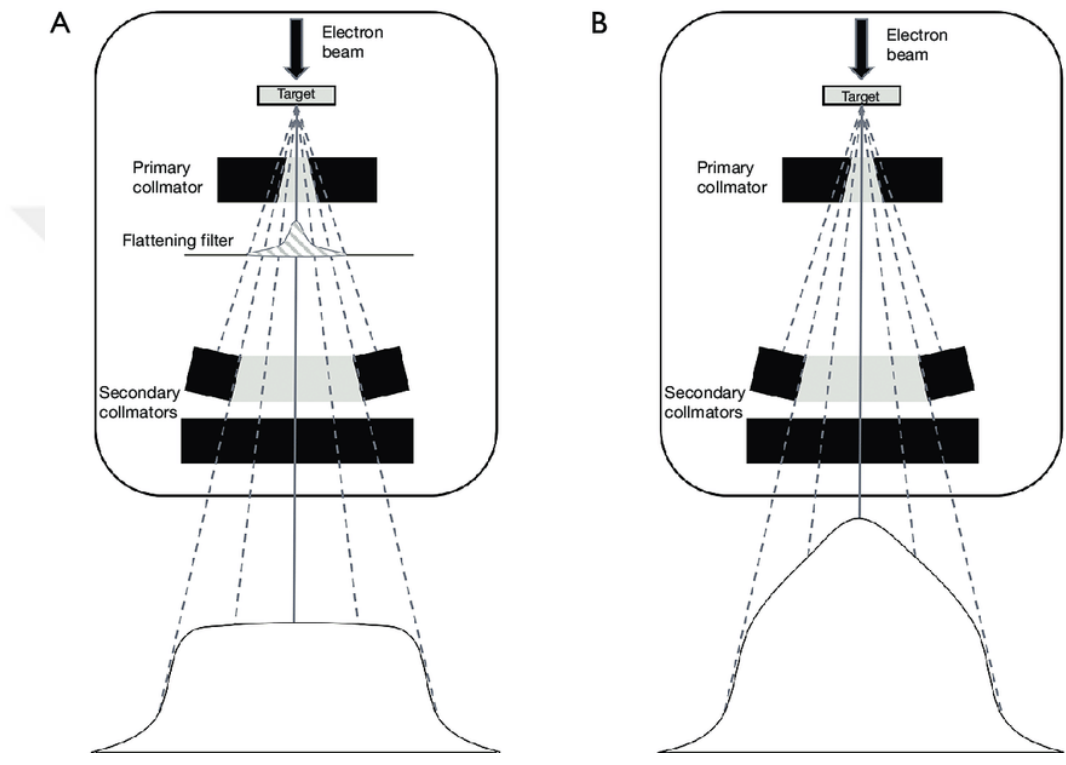 A
Electron
beam
Target
Primary
collmator
Flattening filter
Secondary
collmators
B
Electron
beam
Target
Primary
collmator
Secondary
collmators